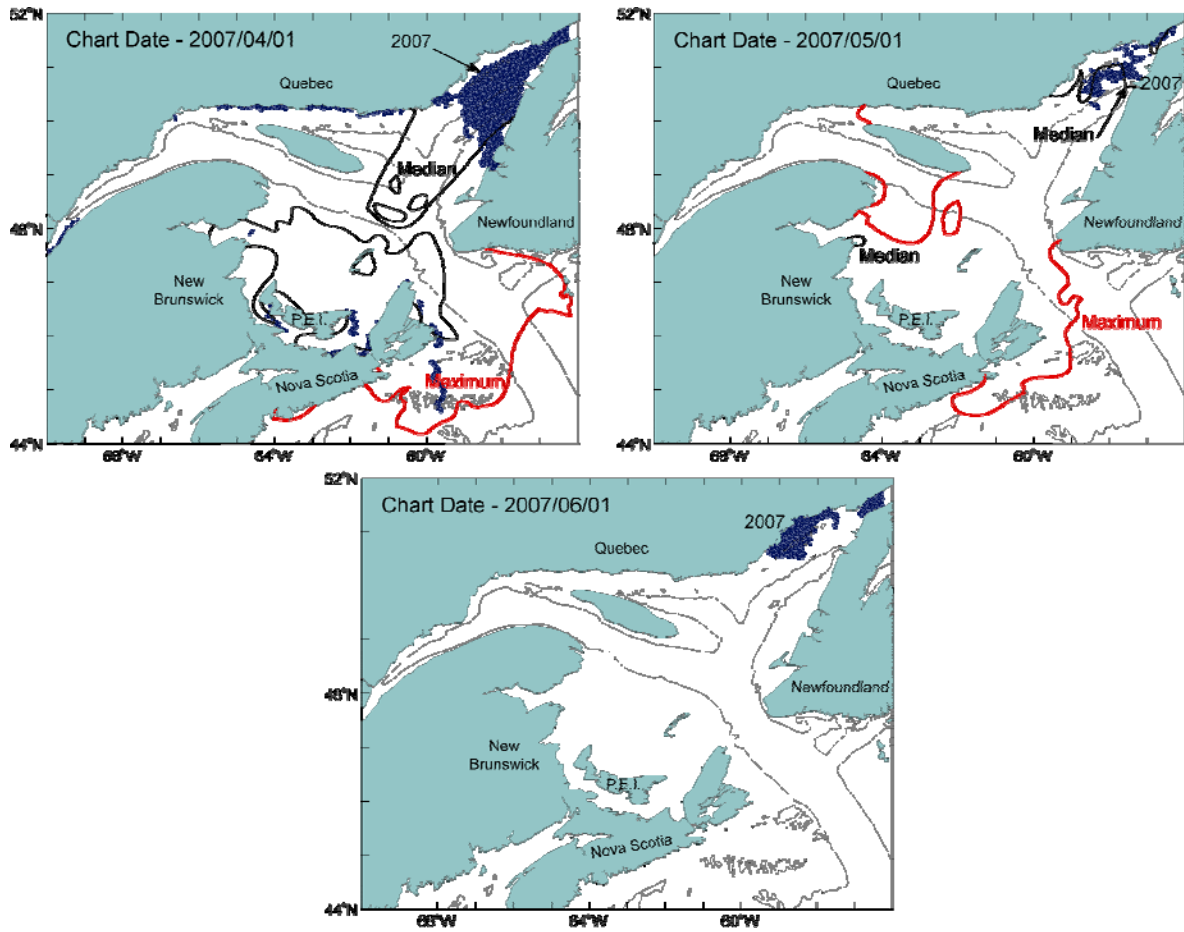 52°N
Chart Date - 2007/04/01
2007
Quebec
Median
Newfoundland
48°N
New
Brunswick
P.E.I.
Maximum
Nova Scotia
44°N
68°W
64°W
60°W
52°N
Chart Date - 2007/05/01
2007
Quebec
Median
Newfoundland
48°N
Median
New
Brunswick
P.E.I.
Maximum
Nova Scotia
44°N
68°W
64°W
60°W
52°N
Chart Date - 2007/06/01
2007
Quebec
Newfoundland
48°N
New
Brunswick
P.E.I.
Nova Scotia
44°N
68°W
64°W
60°W